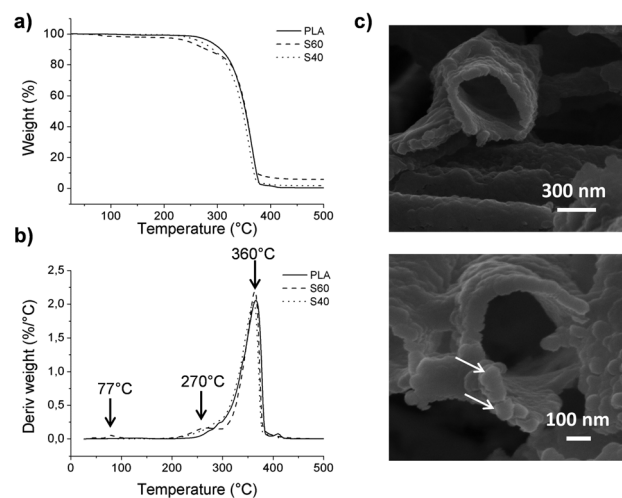 a)
100
80
60
40
20
0
Weight (%)
PLA
S60
S40
100
200
300
400
500
Temperature (°C)
b)
360°C
2,5
2,0
1,5
1,0
0,5
0,0
Deriv weight (%/°C)
PLA
S60
S40
77°C
270°C
0
100
200
300
400
500
Temperature (°C)
c)
300 nm
100 nm